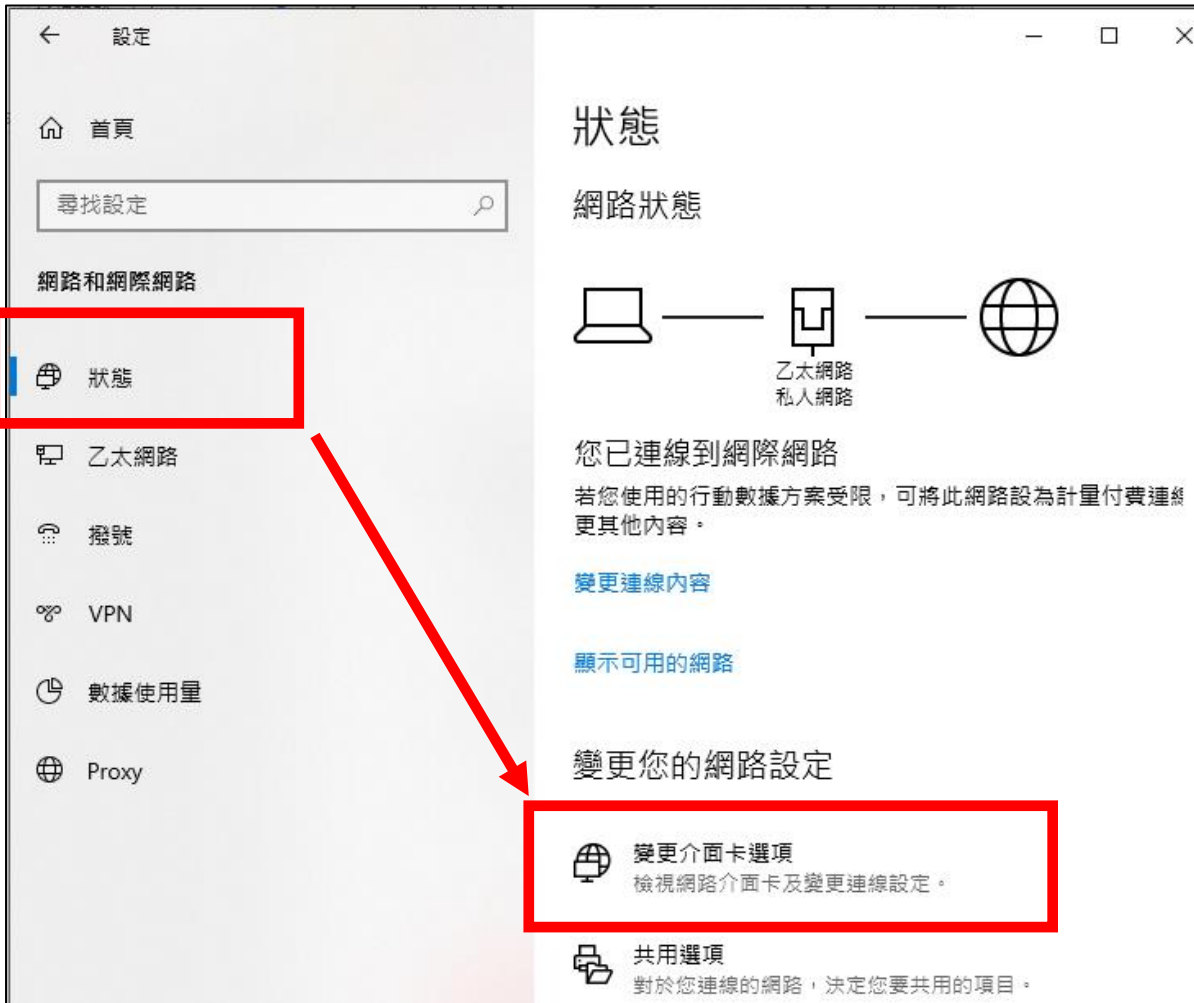 設定
首頁
尋找設定
網路和網際網路
狀態
乙太網路
撥號
VPN
數據使用量
Proxy
狀態
網路狀態
乙太網路
私人網路
您已連線到網際網路
若您使用的行動數據方案受限，可將此網路設為計量付費連線
更其他內容。
變更連線內容
顯示可用的網路
變更您的網路設定
變更介面卡選項
檢視網路介面卡及變更連線設定。
共用選項
對於您連線的網路，決定您要共用的項目。